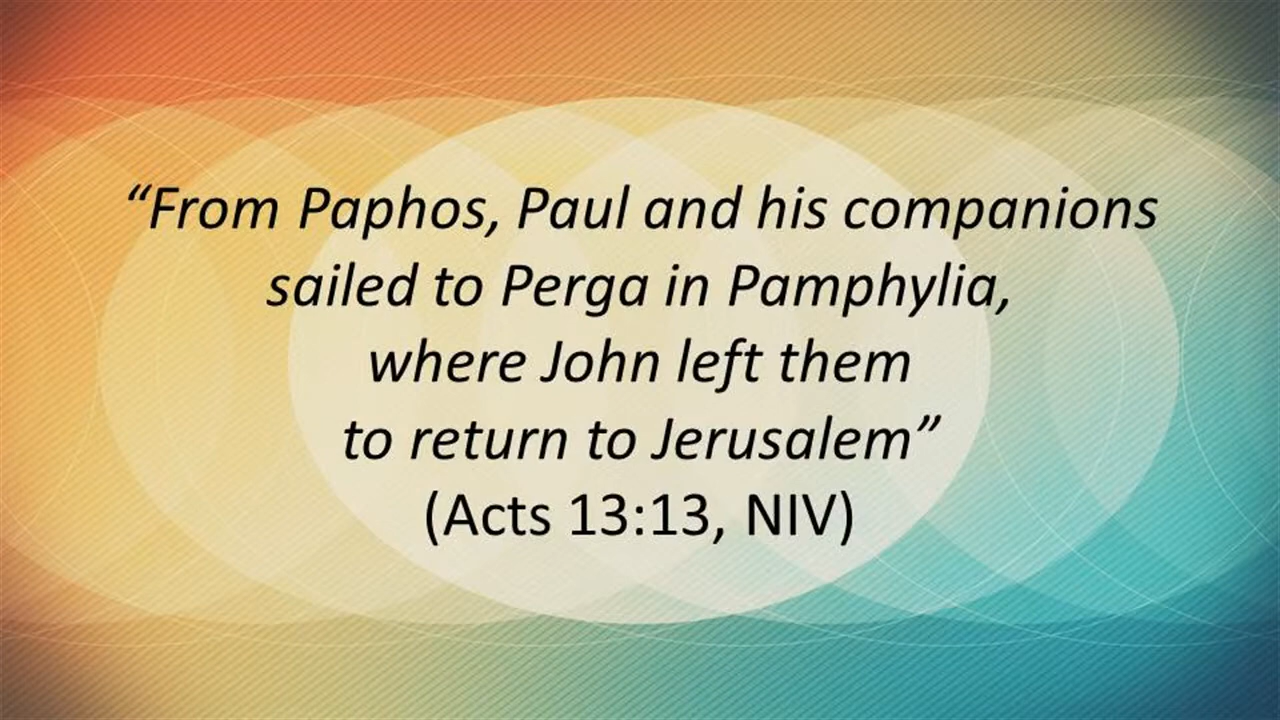 “From Paphos, Paul and his companions
sailed to Perga in Pamphylia,
where John left them
to return to Jerusalem”
(Acts 13:13, NIV)